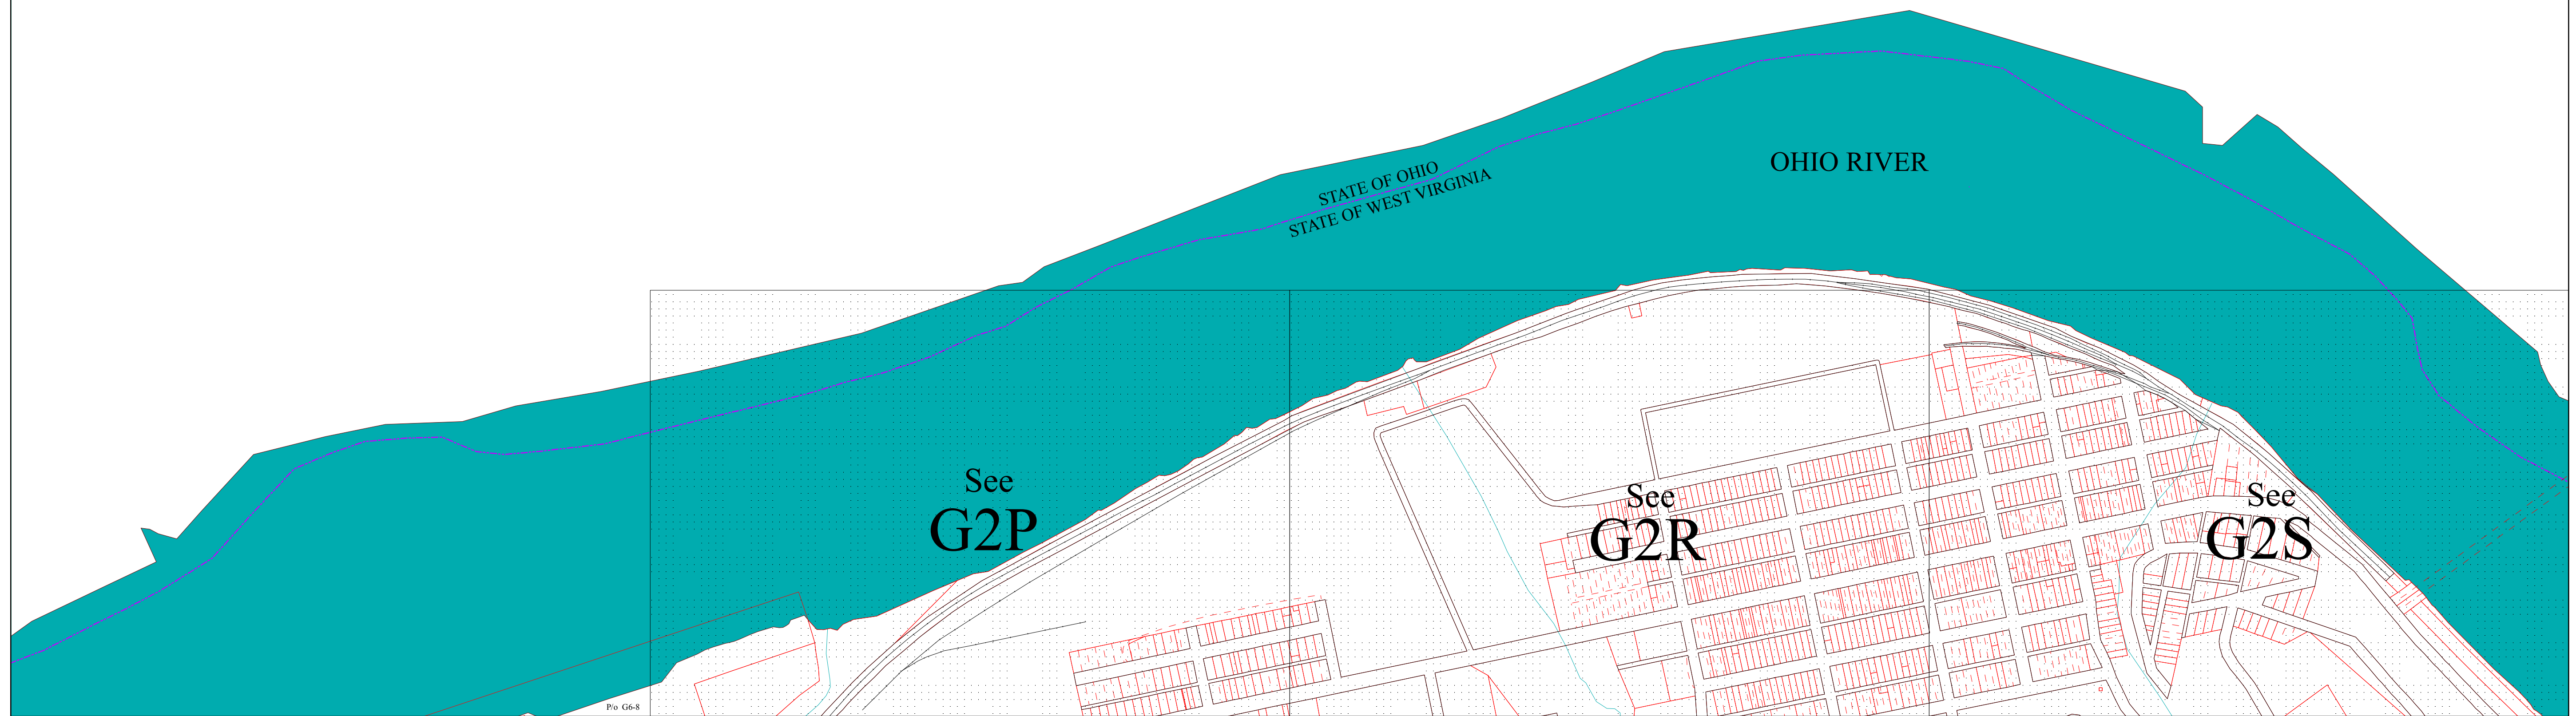 OHIO RIVER
STATE OF OHIO
STATE OF WEST VIRGINIA
See
G2P
See
G2R
See
G2S
P/o G6-8